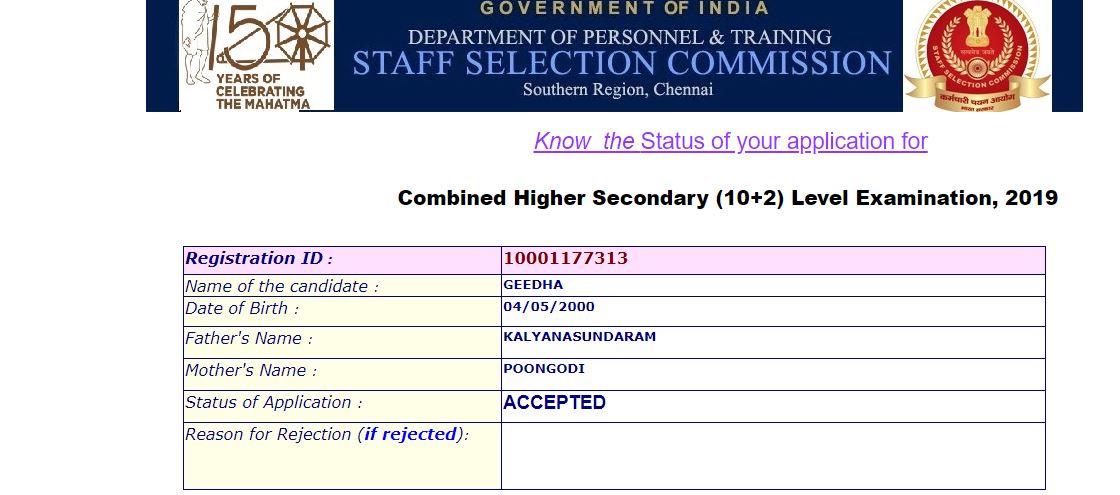 GOVERNMENT OF INDIA
DEPARTMENT OF PERSONNEL & TRAINING
STAFF SELECTION COMMISSION
Southern Region, Chennai
150
YEARS OF
CELEBRATING
THE MAHATMA
सत्यमेव जयते
STAFF SELECTION COMMISSION
कर्मचारी चयन आयोग
भारत सरकार
Know the Status of your application for
Combined Higher Secondary (10+2) Level Examination, 2019
Registration ID : 10001177313
Name of the candidate : GEEDHA
Date of Birth : 04/05/2000
Father's Name : KALYANASUNDARAM
Mother's Name : POONGODI
Status of Application : ACCEPTED
Reason for Rejection (if rejected):